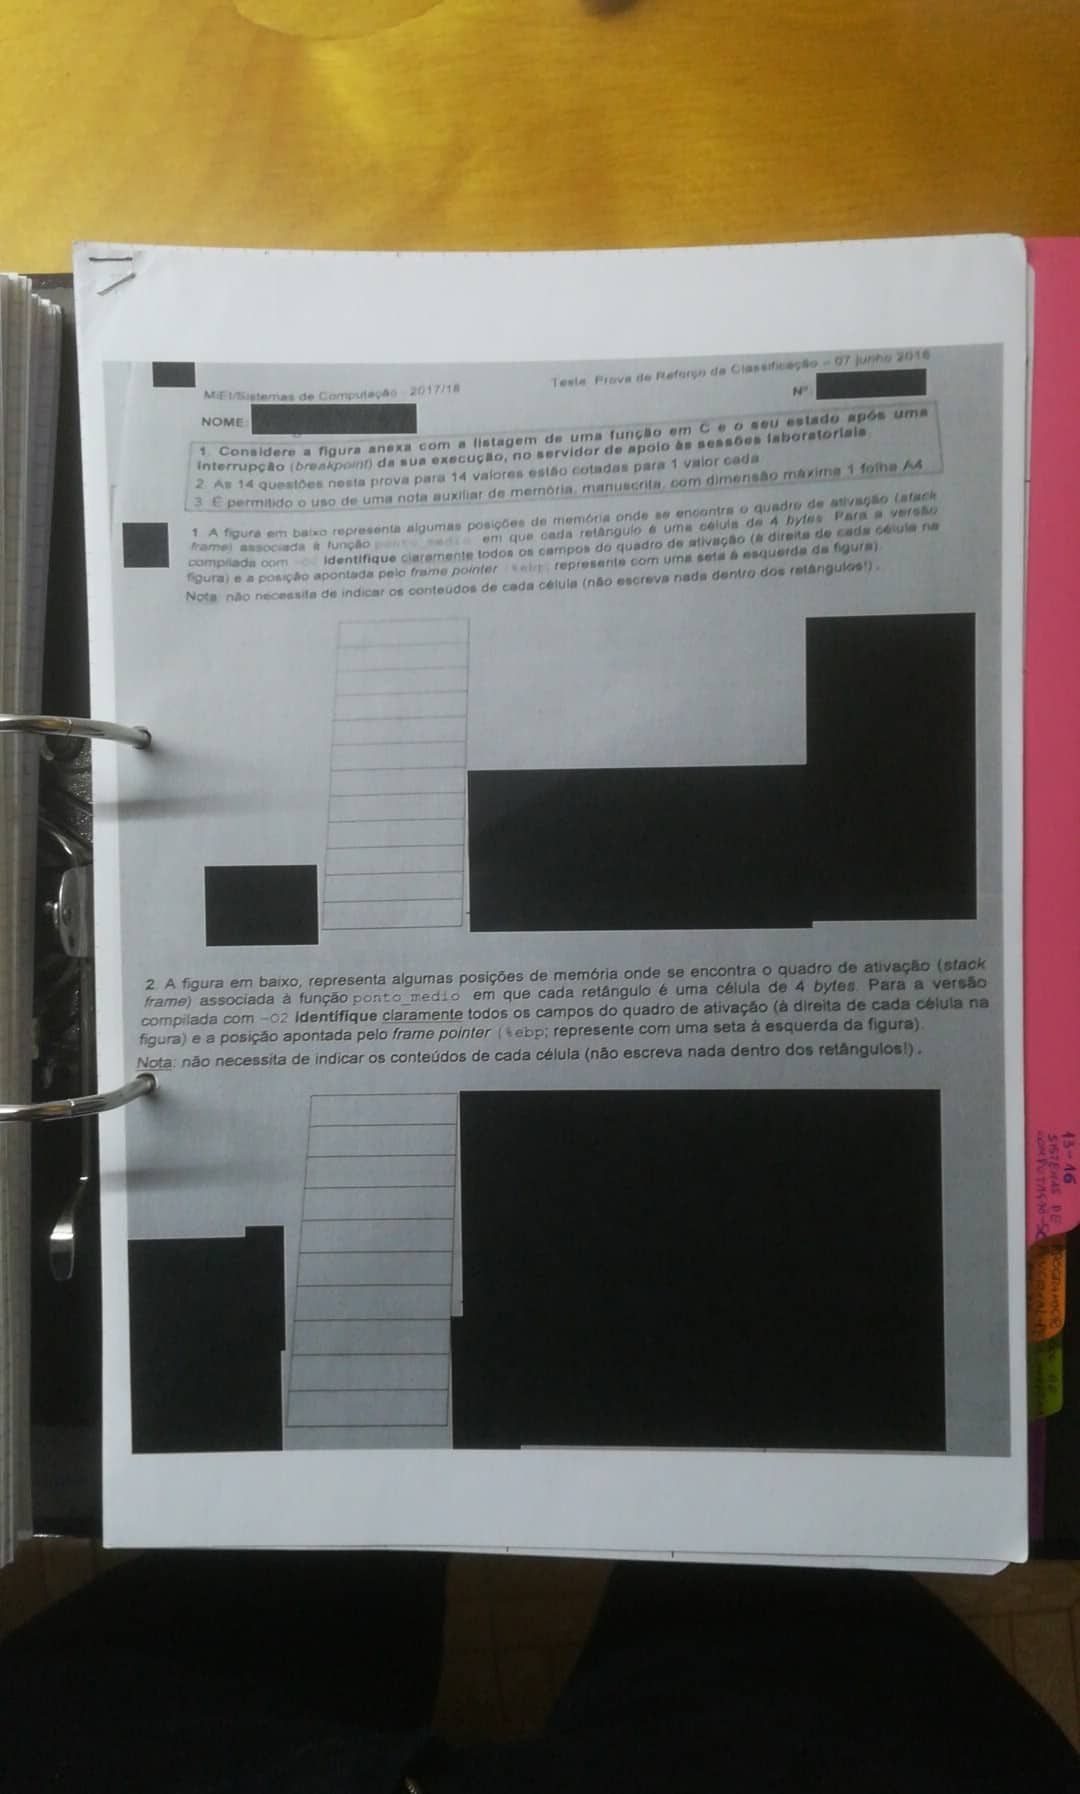 MiEI/Sistemas de Computação - 2017/18
Teste: Prova de Reforço da Classificação - 07 junho 2018
Nº
NOME:
1. Considere a figura anexa com a listagem de uma função em C e o seu estado após uma
interrupção (breakpoint) da sua execução, no servidor de apoio às sessões laboratoriais
2. As 14 questões nesta prova para 14 valores estão cotadas para 1 valor cada
3. É permitido o uso de uma nota auxiliar de memória, manuscrita, com dimensão máxima 1 folha A4
1. A figura em baixo representa algumas posições de memória onde se encontra o quadro de ativação (stack
frame) associada à função ponto_medio em que cada retângulo é uma célula de 4 bytes. Para a versão
compilada com identifique claramente todos os campos do quadro de ativação (à direita de cada célula na
figura) e a posição apontada pelo frame pointer (%ebp; represente com uma seta à esquerda da figura).
Nota: não necessita de indicar os conteúdos de cada célula (não escreva nada dentro dos retângulos!).
2. A figura em baixo, representa algumas posições de memória onde se encontra o quadro de ativação (stack
frame) associada à função ponto_medio em que cada retângulo é uma célula de 4 bytes. Para a versão
compilada com -O2 Identifique claramente todos os campos do quadro de ativação (à direita de cada célula na
figura) e a posição apontada pelo frame pointer (%ebp; represente com uma seta à esquerda da figura).
Nota: não necessita de indicar os conteúdos de cada célula (não escreva nada dentro dos retângulos!).
13-16
SISTEMAS DE